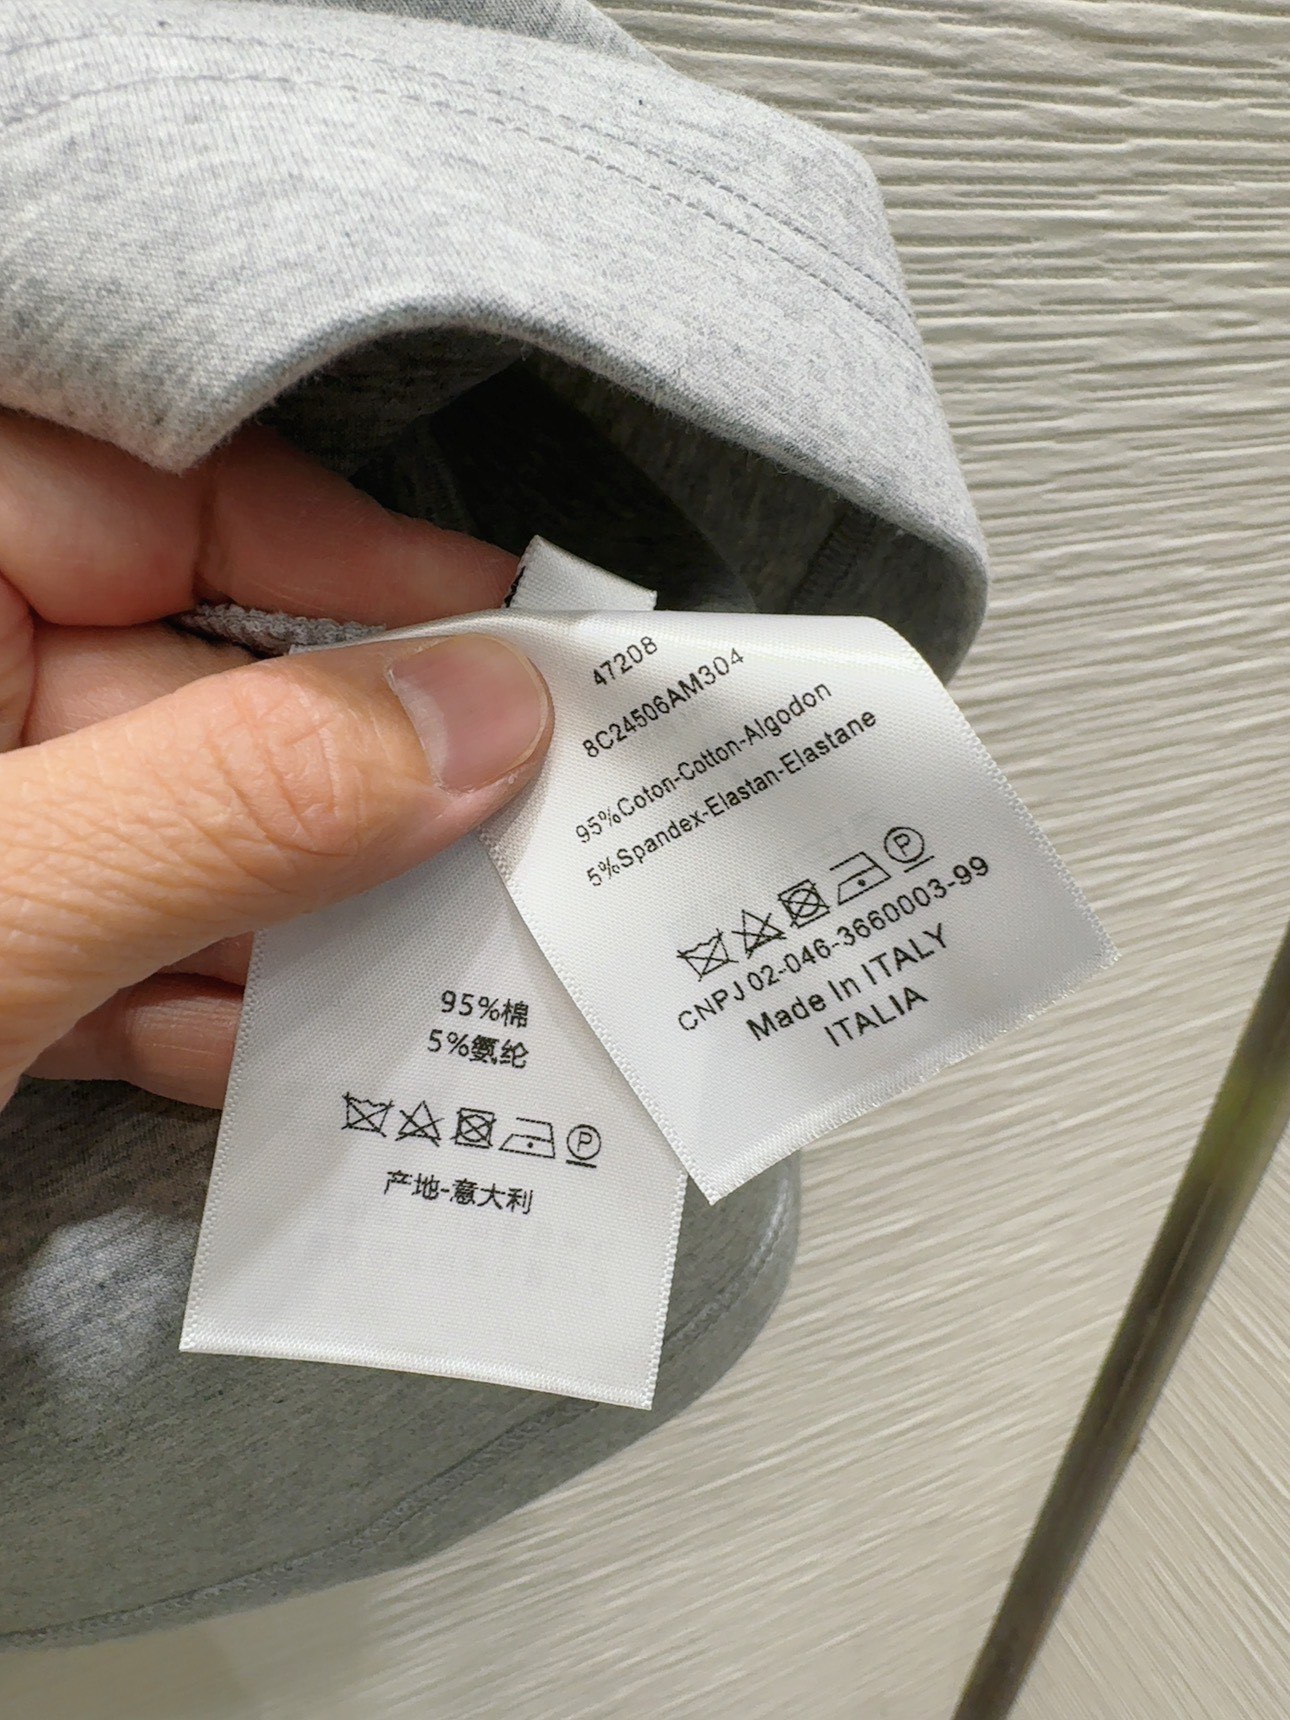 47208
8C24506AM304
95%Coton-Cotton-Algodon
5%Spandex-Elastan-Elastane
P
CNPJ 02-046-3660003-99
Made In ITALY
ITALIA
95%棉
5%氨纶
P
产地-意大利